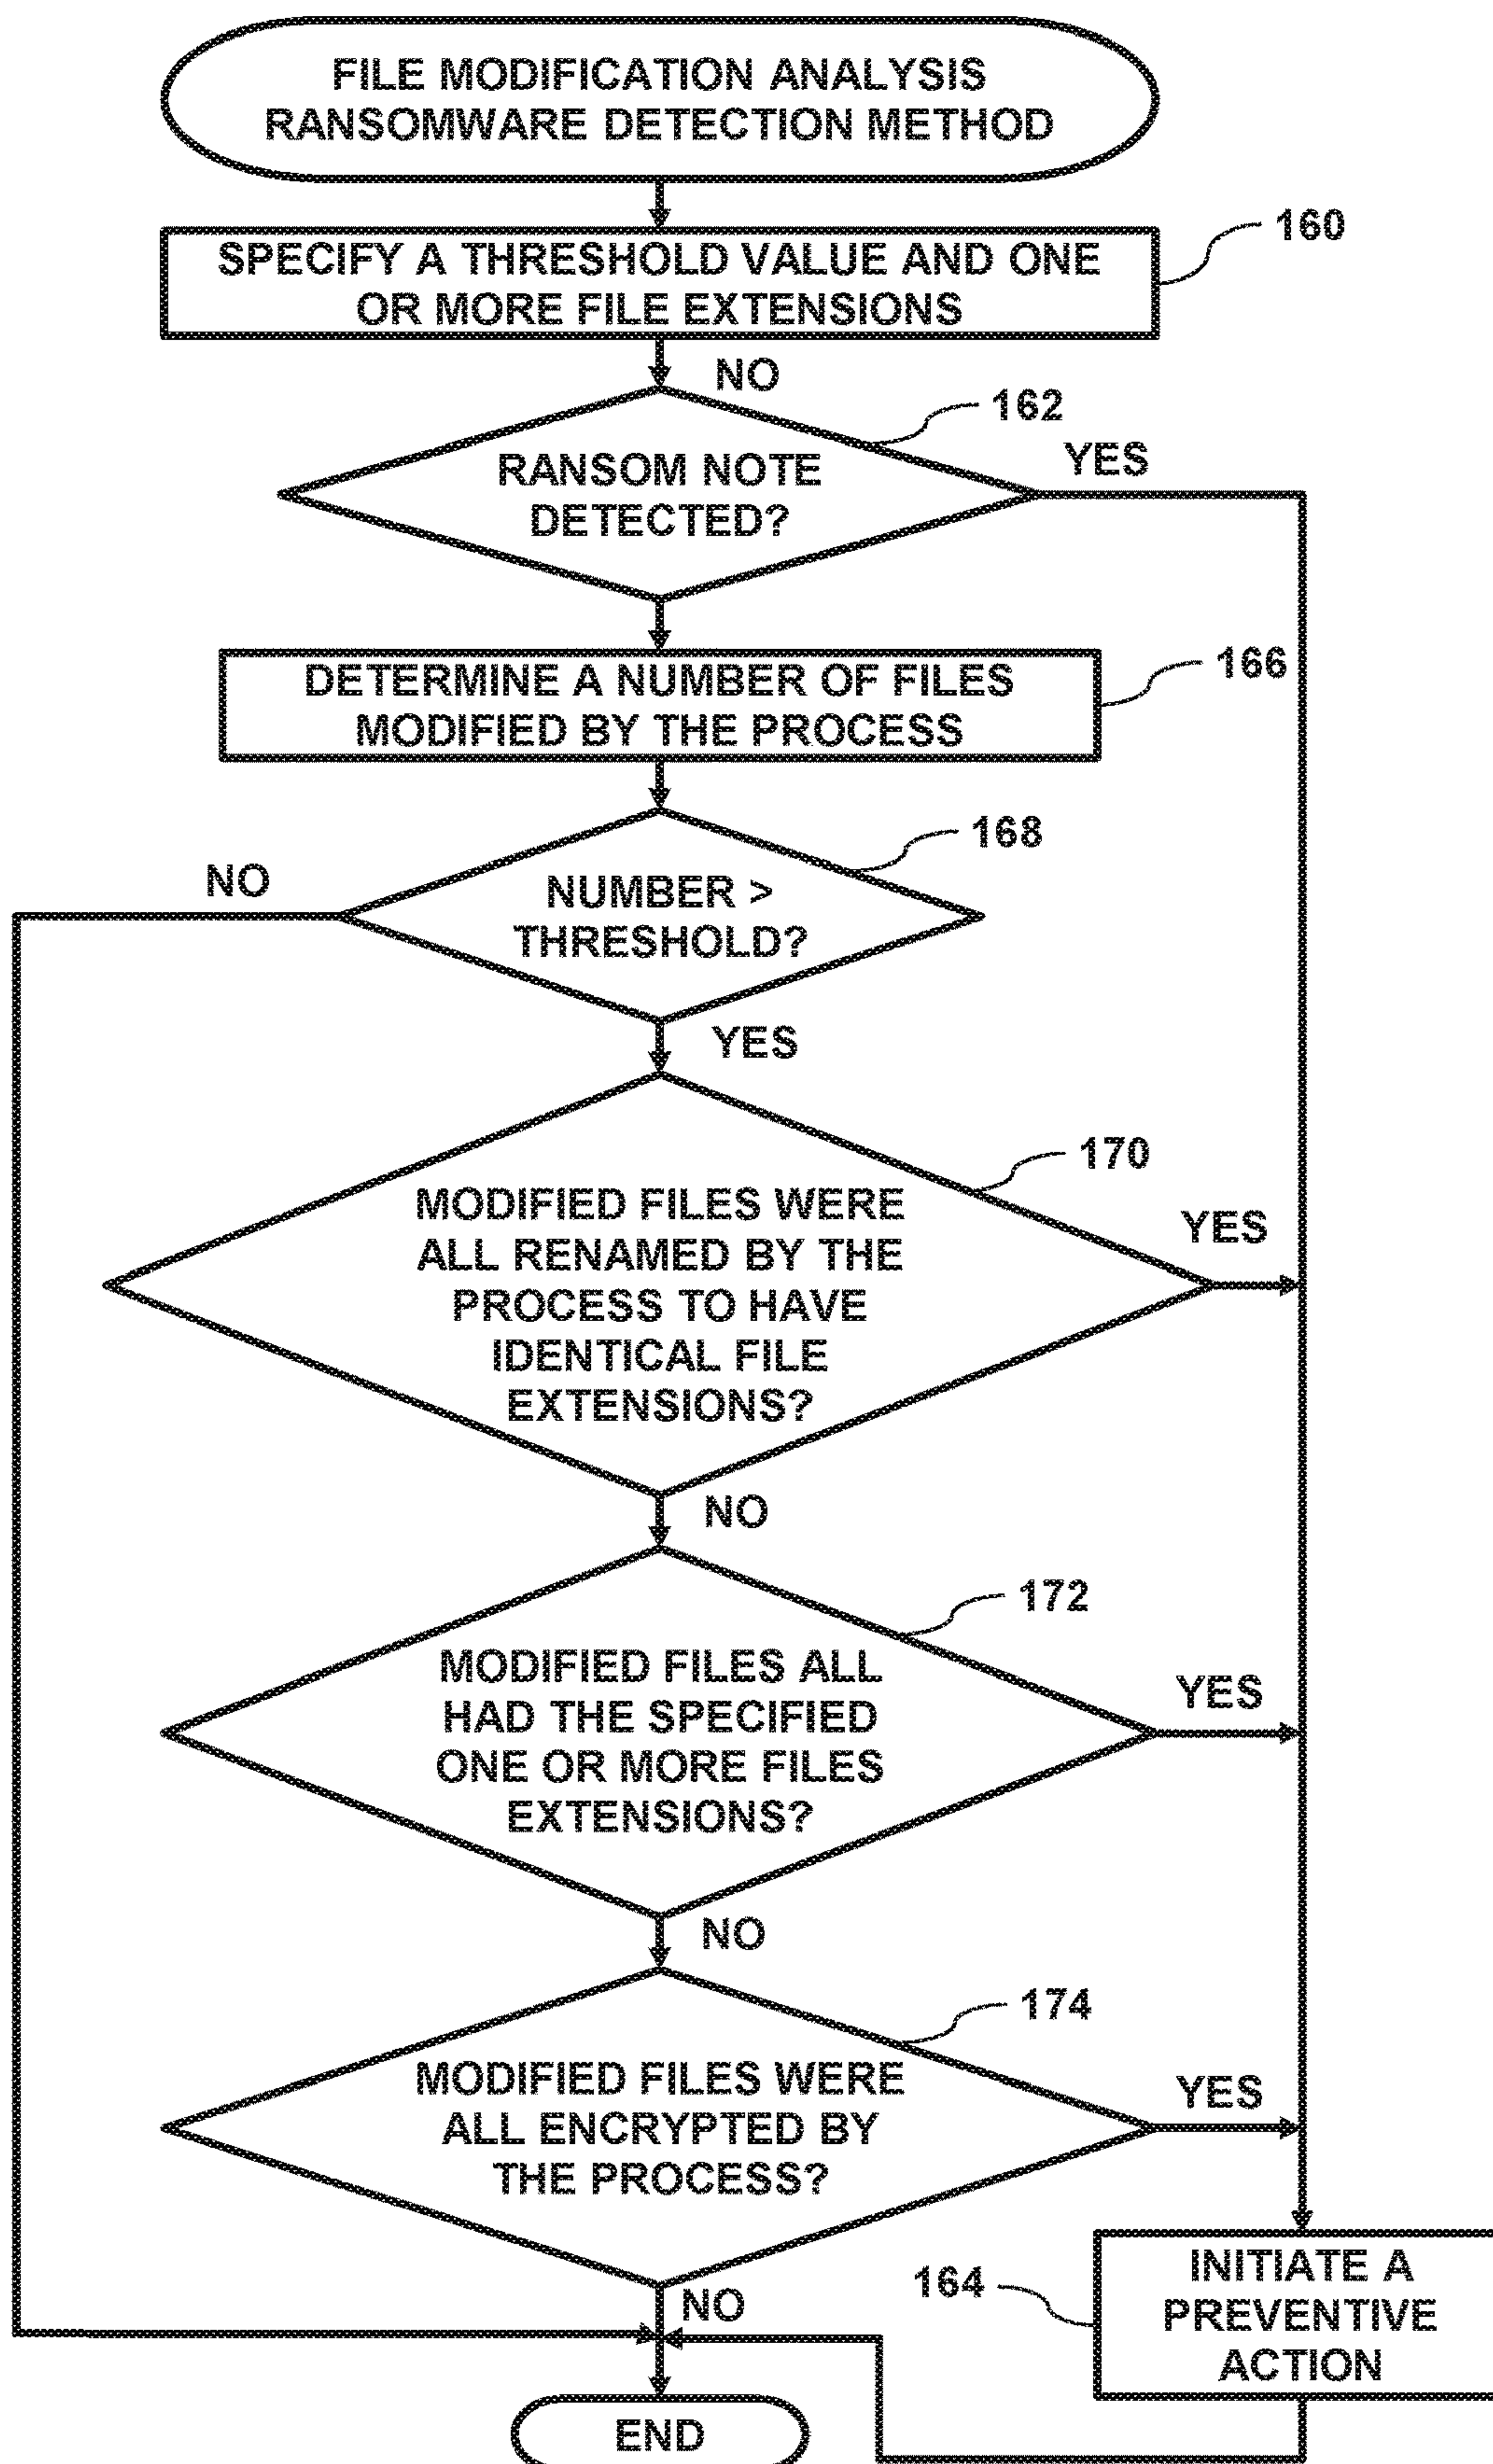 FILE MODIFICATION ANALYSIS
RANSOMWARE DETECTION METHOD
160
SPECIFY A THRESHOLD VALUE AND ONE
OR MORE FILE EXTENSIONS
NO
162
YES
RANSOM NOTE
DETECTED?
166
DETERMINE A NUMBER OF FILES
MODIFIED BY THE PROCESS
168
NO
NUMBER >
THRESHOLD?
YES
170
MODIFIED FILES WERE
ALL RENAMED BY THE
PROCESS TO HAVE
IDENTICAL FILE
EXTENSIONS?
YES
NO
172
MODIFIED FILES ALL
HAD THE SPECIFIED
ONE OR MORE FILES
EXTENSIONS?
YES
NO
174
MODIFIED FILES WERE
ALL ENCRYPTED BY
THE PROCESS?
YES
NO
164
INITIATE A
PREVENTIVE
ACTION
END